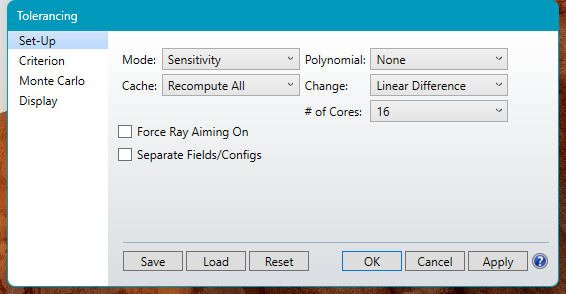 Tolerancing
Set-Up
Criterion
Monte Carlo
Display
Mode: Sensitivity Polynomial: None
Cache: Recompute All Change: Linear Difference
# of Cores: 16
Force Ray Aiming On
Separate Fields/Configs
Save Load Reset OK Cancel Apply ?